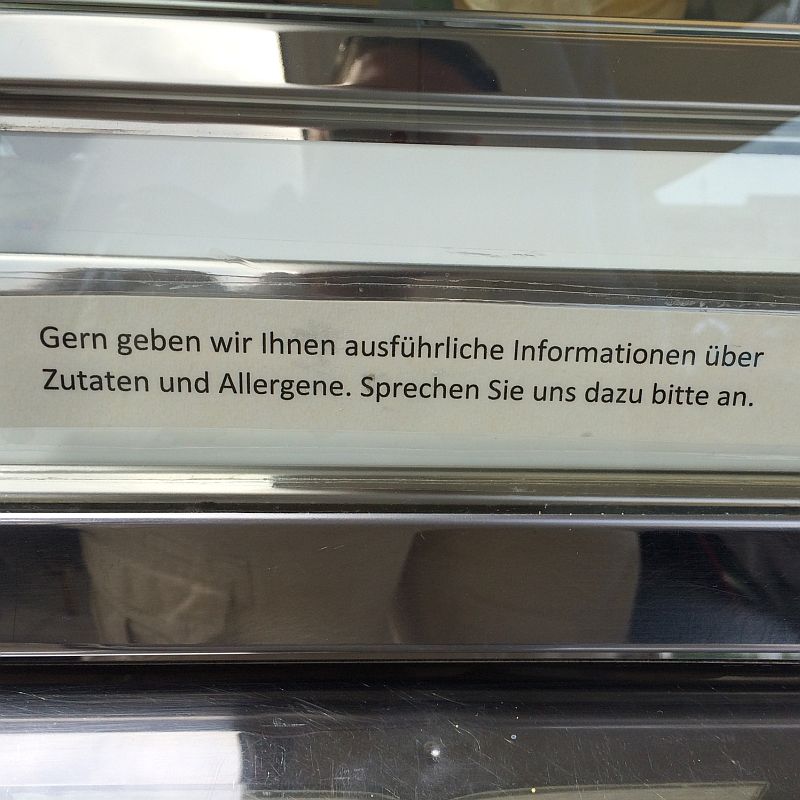 Gern geben wir Ihnen ausführliche Informationen über
Zutaten und Allergene. Sprechen Sie uns dazu bitte an.